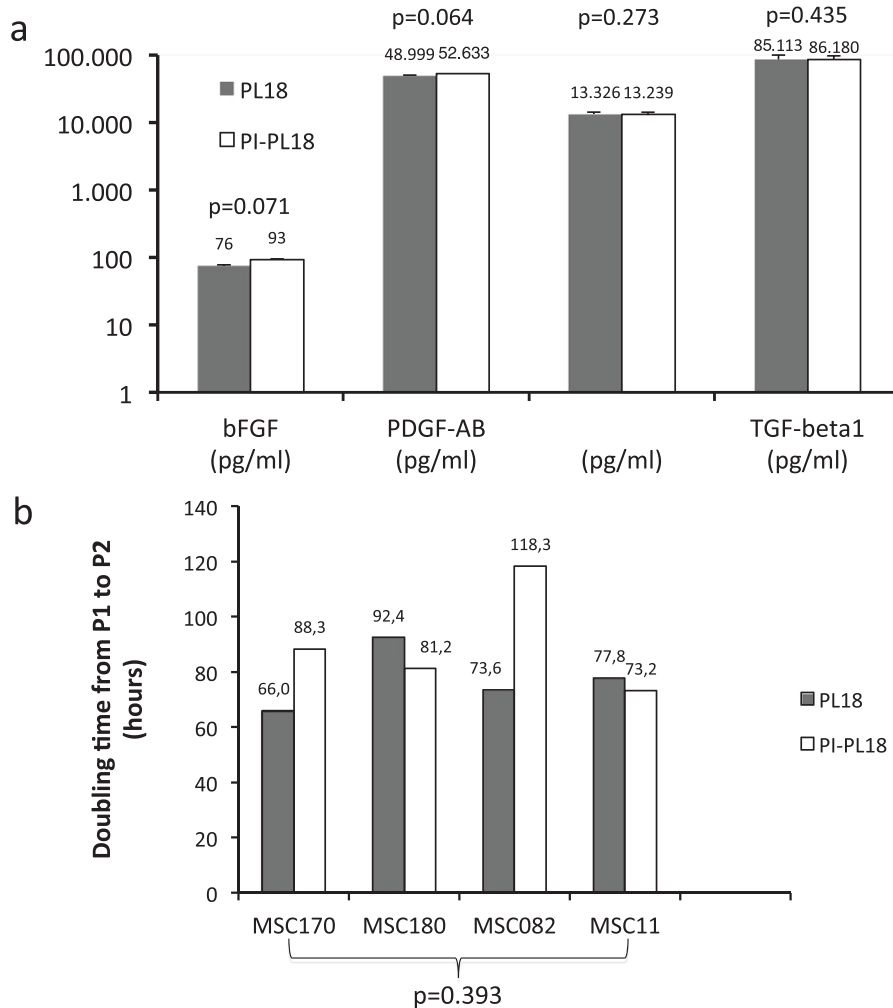 a
p=0.064 p=0.273 p=0.435
100.000
48.999 52.633
13.326 13.239
85.113 86.180
PL18
PI-PL18
10.000
1.000
p=0.071
76 93
100
10
1
bFGF
(pg/ml)
PDGF-AB
(pg/ml)
(pg/ml)
TGF-beta1
(pg/ml)
b
Doubling time from P1 to P2
(hours)
140
120
100
80
60
40
20
0
66,0 88,3
92,4 81,2
73,6 118,3
77,8 73,2
PL18
PI-PL18
MSC170 MSC180 MSC082 MSC11
p=0.393